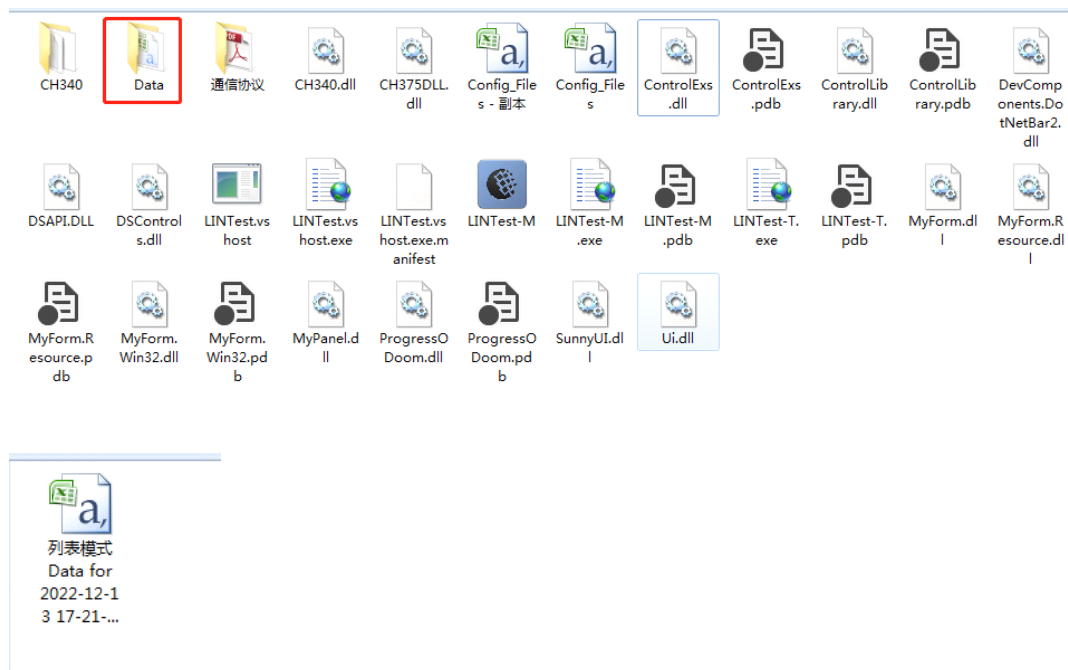 CH340
Data
通信协议
CH340.dll
CH375DLL.
dll
Config_File
s - 副本
Config_File
s
ControlExs
.dll
ControlExs
.pdb
ControlLib
rary.dll
ControlLib
rary.pdb
DevComp
onents.Do
tNetBar2.
dll
DSAPI.DLL
DSControl
s.dll
LINTest.vs
host
LINTest.vs
host.exe
LINTest.vs
host.exe.m
anifest
LINTest-M
LINTest-M
.exe
LINTest-M
.pdb
LINTest-T.
exe
LINTest-T.
pdb
MyForm.dl
l
MyForm.R
esource.dl
l
MyForm.R
esource.p
db
MyForm.
Win32.dll
MyForm.
Win32.pd
b
MyPanel.d
ll
ProgressO
Doom.dll
ProgressO
Doom.pd
b
SunnyUI.dl
l
Ui.dll
列表模式
Data for
2022-12-1
3 17-21-...